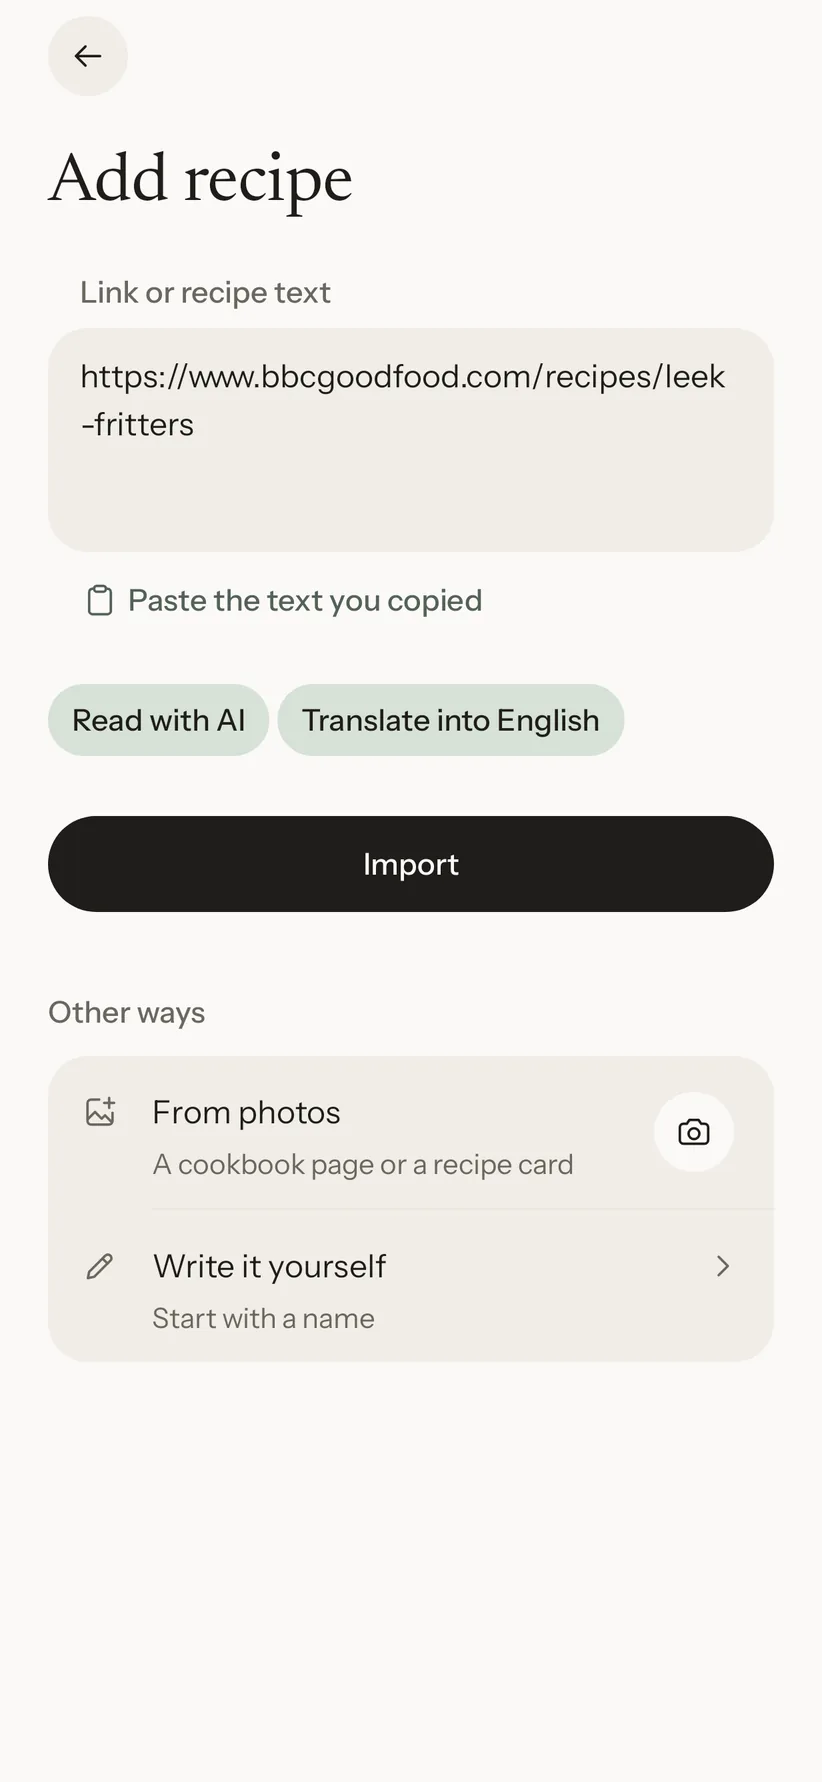 Add recipe
Link or recipe text
https://www.bbcgoodfood.com/recipes/leek
-fritters
Paste the text you copied
Read with AI
Translate into English
Import
Other ways
From photos
A cookbook page or a recipe card
Write it yourself
Start with a name